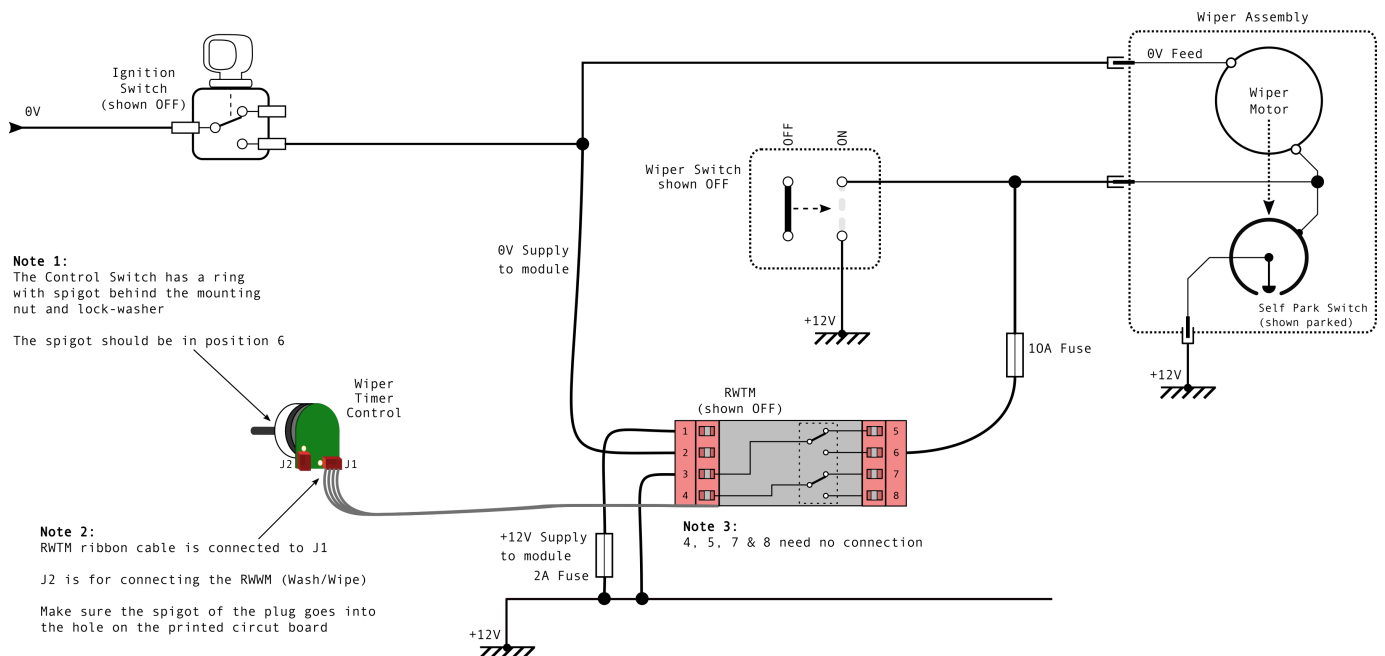 Wiper Assembly
0V Feed
Wiper
Motor
Ignition
Switch
(shown OFF)
0V
OFF
ON
Wiper Switch
shown OFF
0V Supply
to module
+12V
Self Park Switch
(shown parked)
+12V
10A Fuse
Note 1:
The Control Switch has a ring
with spigot behind the mounting
nut and lock-washer
The spigot should be in position 6
Wiper
Timer
Control
J2
J1
RWTM
(shown OFF)
1
2
3
4
5
6
7
8
Note 2:
RWTM ribbon cable is connected to J1
J2 is for connecting the RWWM (Wash/Wipe)
Make sure the spigot of the plug goes into
the hole on the printed circut board
+12V Supply
to module
2A Fuse
Note 3:
4, 5, 7 & 8 need no connection
+12V